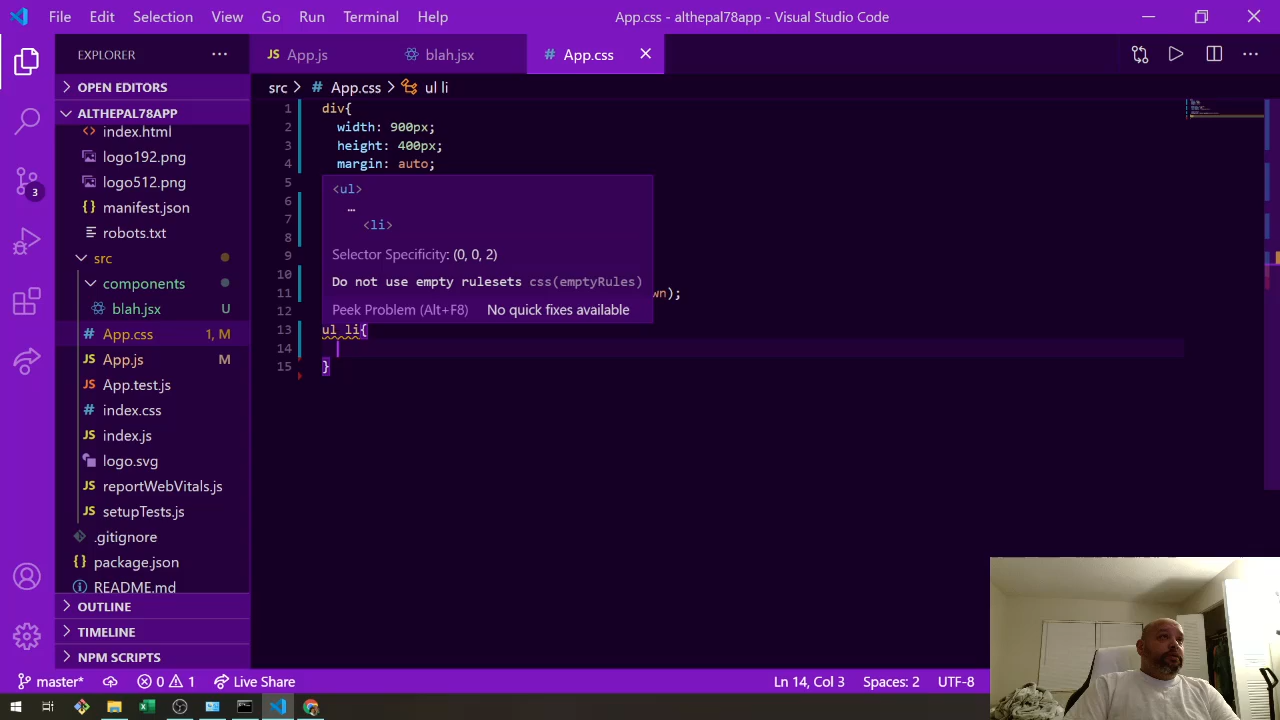 File Edit Selection View Go Run Terminal Help
App.css - althepal78app - Visual Studio Code
EXPLORER
App.js
blah.jsx
App.css
OPEN EDITORS
ALTHEPAL78APP
index.html
logo192.png
logo512.png
manifest.json
robots.txt
src
components
blah.jsx U
App.css 1, M
App.js M
App.test.js
index.css
index.js
logo.svg
reportWebVitals.js
setupTests.js
.gitignore
package.json
README.md
OUTLINE
TIMELINE
NPM SCRIPTS
3
src > App.css > ul li
1 div{
2 width: 900px;
3 height: 400px;
4 margin: auto;
5
6
7
8
9
10
11 wn);
12
13 ul li{
14
15 }
<ul>
…
<li>
Selector Specificity: (0, 0, 2)
Do not use empty rulesets css(emptyRules)
Peek Problem (Alt+F8) No quick fixes available
master* 0 1 Live Share
Ln 14, Col 3 Spaces: 2 UTF-8